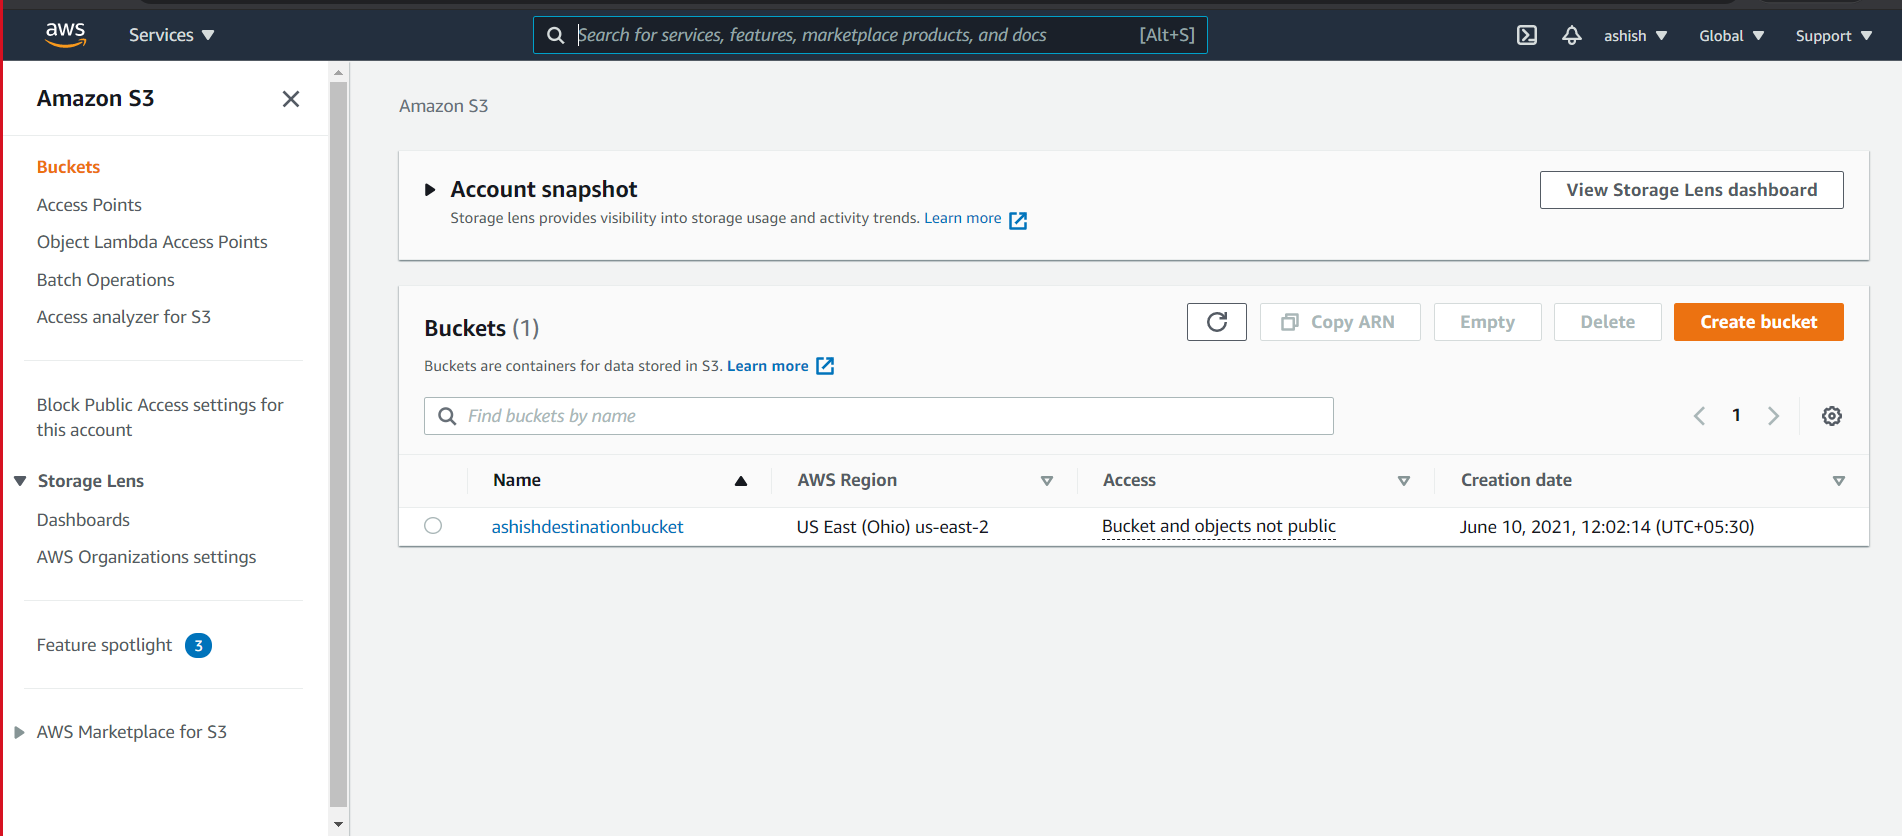 aws
Services
Search for services, features, marketplace products, and docs [Alt+S]
ashish
Global
Support
Amazon S3
Buckets
Access Points
Object Lambda Access Points
Batch Operations
Access analyzer for S3
Block Public Access settings for
this account
Storage Lens
Dashboards
AWS Organizations settings
Feature spotlight 3
AWS Marketplace for S3
Amazon S3
Account snapshot
Storage lens provides visibility into storage usage and activity trends. Learn more
View Storage Lens dashboard
Buckets (1)
Buckets are containers for data stored in S3. Learn more
Copy ARN
Empty
Delete
Create bucket
Find buckets by name
1
Name AWS Region Access Creation date
ashishdestinationbucket US East (Ohio) us-east-2 Bucket and objects not public June 10, 2021, 12:02:14 (UTC+05:30)